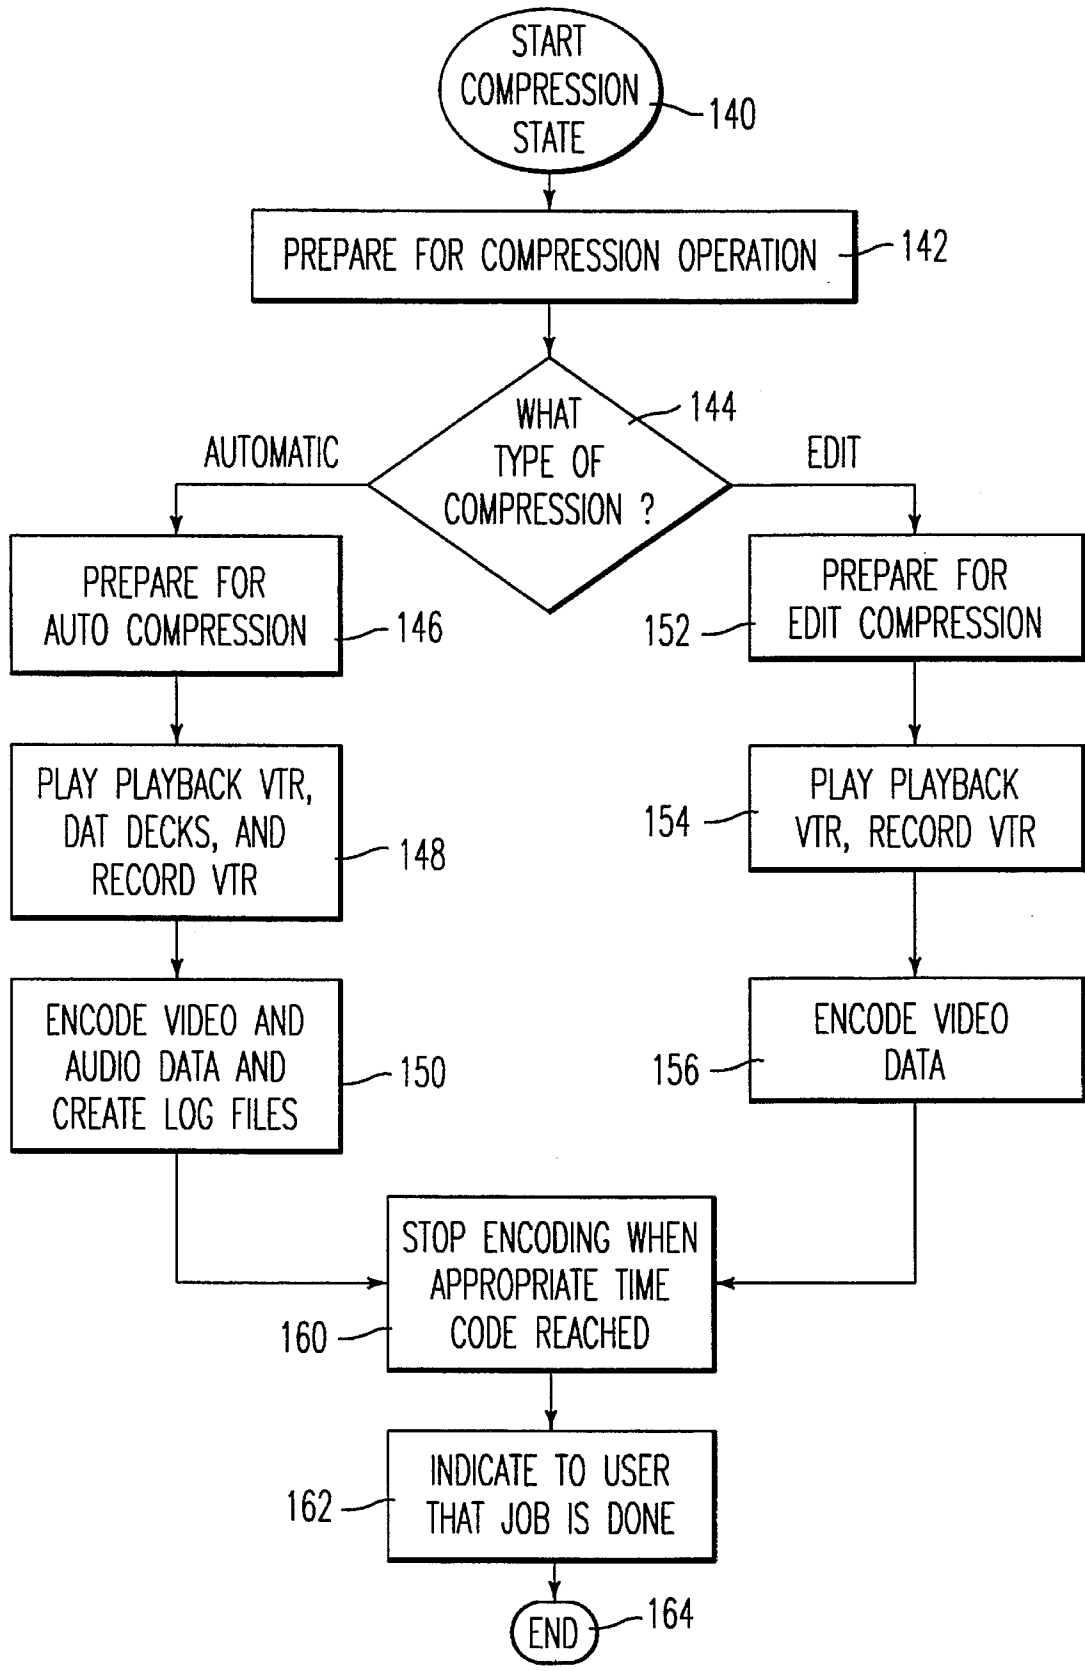 START
COMPRESSION
STATE
140
PREPARE FOR COMPRESSION OPERATION
142
WHAT
TYPE OF
COMPRESSION ?
144
AUTOMATIC
EDIT
PREPARE FOR
AUTO COMPRESSION
146
PREPARE FOR
EDIT COMPRESSION
152
PLAY PLAYBACK VTR,
DAT DECKS, AND
RECORD VTR
148
PLAY PLAYBACK
VTR, RECORD VTR
154
ENCODE VIDEO AND
AUDIO DATA AND
CREATE LOG FILES
150
ENCODE VIDEO
DATA
156
STOP ENCODING WHEN
APPROPRIATE TIME
CODE REACHED
160
INDICATE TO USER
THAT JOB IS DONE
162
END
164